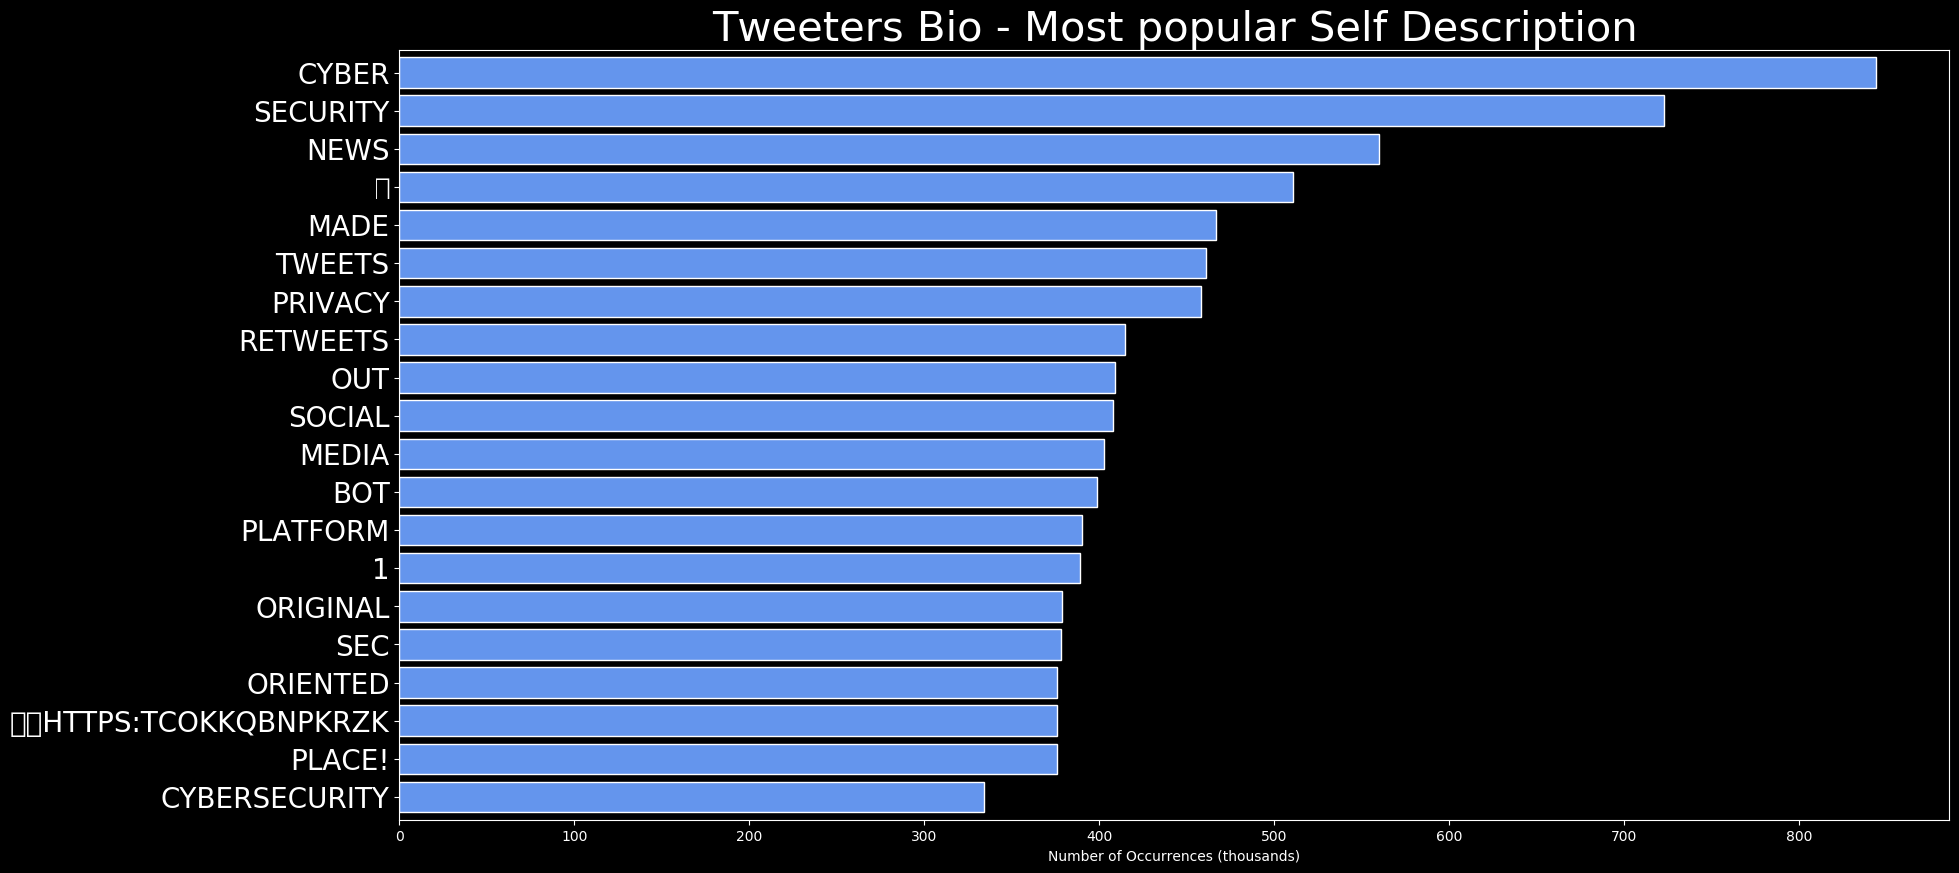 Tweeters Bio - Most popular Self Description
CYBER
SECURITY
NEWS
MADE
TWEETS
PRIVACY
RETWEETS
OUT
SOCIAL
MEDIA
BOT
PLATFORM
1
ORIGINAL
SEC
ORIENTED
HTTPS:TCOKKQBNPKRZK
PLACE!
CYBERSECURITY
0 100 200 300 400 500 600 700 800
Number of Occurrences (thousands)